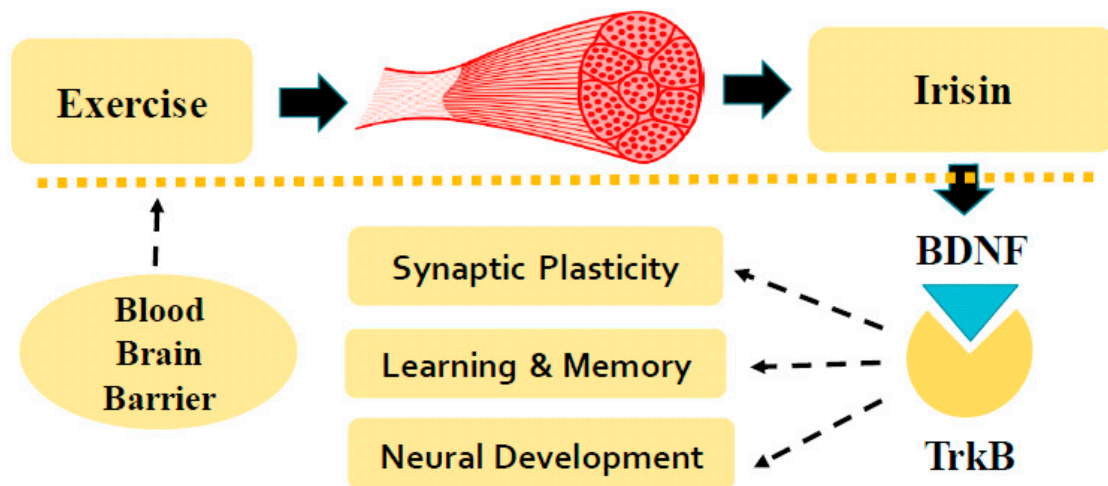 Exercise
Irisin
BDNF
Synaptic Plasticity
Blood
Brain
Barrier
Learning & Memory
Neural Development
TrkB